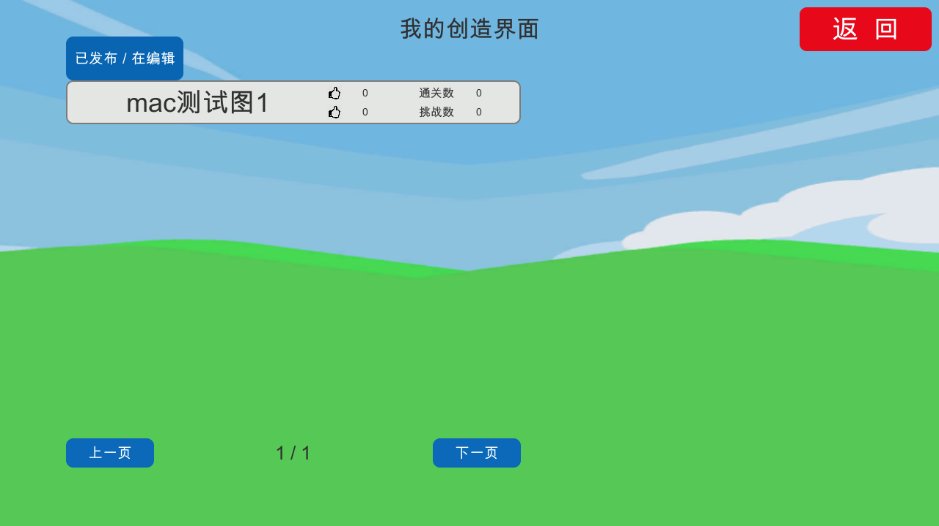 我的创造界面
返 回
已发布 / 在编辑
mac测试图1
0 通关数 0
0 挑战数 0
上一页 1 / 1 下一页